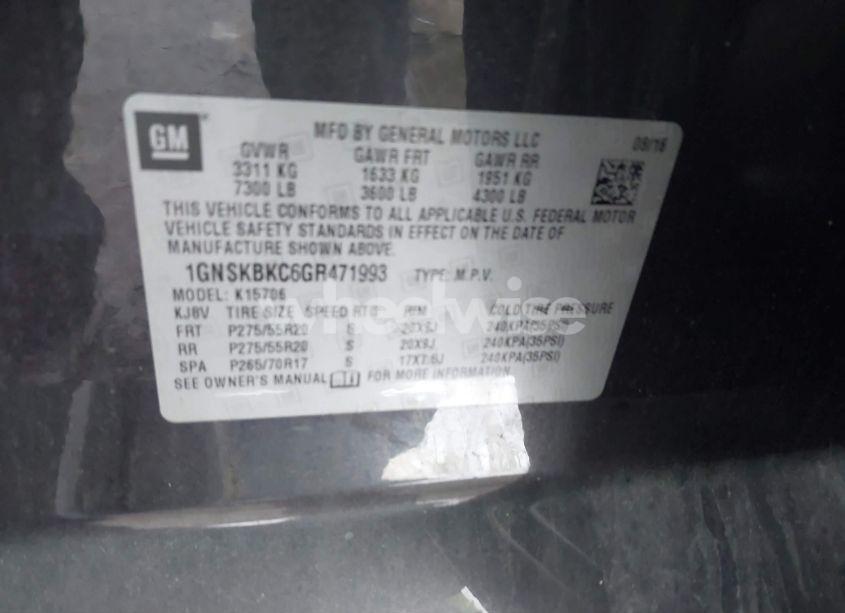 GM
MFD BY GENERAL MOTORS LLC
GVWR GAWR FRT GAWR RR
3311 KG 1633 KG 1951 KG
7300 LB 3600 LB 4300 LB
THIS VEHICLE CONFORMS TO ALL APPLICABLE U.S. FEDERAL MOTOR
VEHICLE SAFETY STANDARDS IN EFFECT ON THE DATE OF
MANUFACTURE SHOWN ABOVE.
1GNSKBKC6GR471993 TYPE: M.P.V.
MODEL: K15706
KJBV TIRE SIZE SPEED RTG RIM COLD TIRE PRESSURE
FRT P275/55R20 S 20X9J 240KPA(35PSI)
RR P275/55R20 S 20X9J 240KPA(35PSI)
SPA P265/70R17 S 17X7.5J 240KPA(35PSI)
SEE OWNER'S MANUAL FOR MORE INFORMATION.